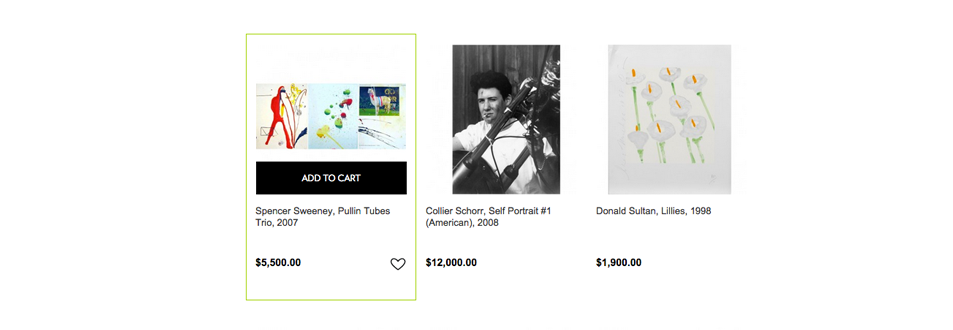 ADD TO CART
Spencer Sweeney, Pullin Tubes
Trio, 2007
$5,500.00
Collier Schorr, Self Portrait #1
(American), 2008
$12,000.00
Donald Sultan, Lillies, 1998
$1,900.00